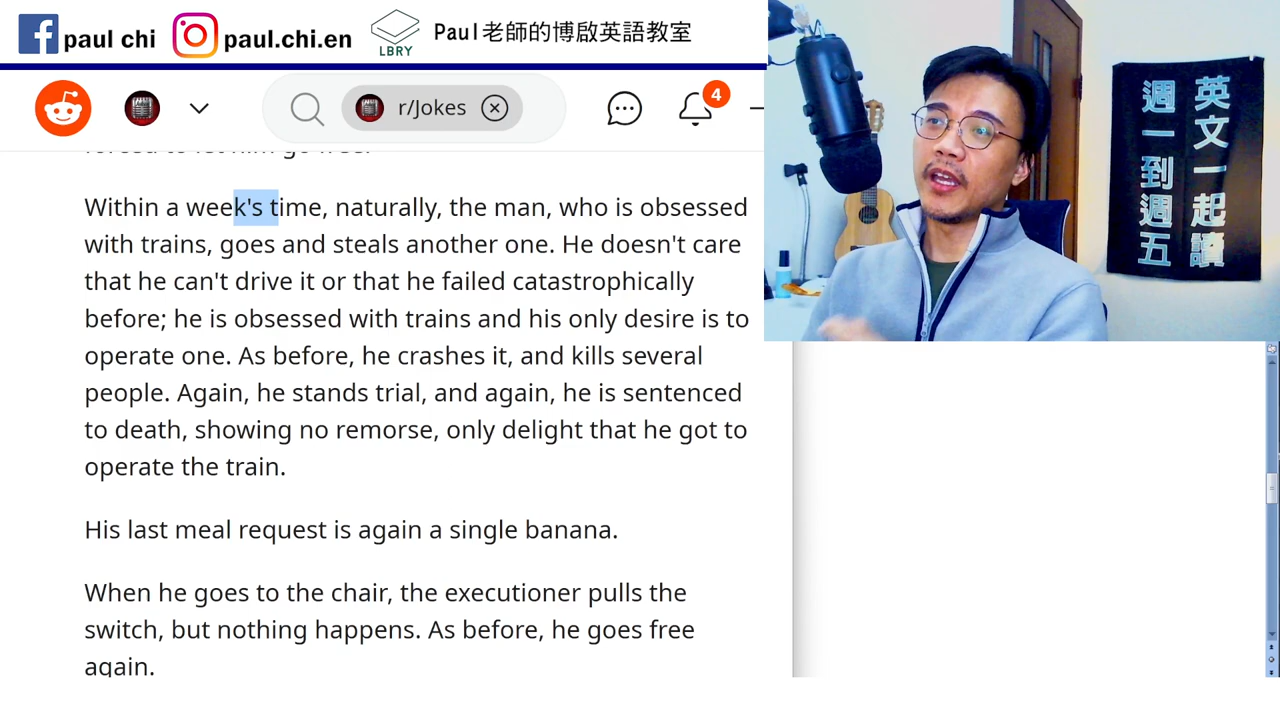 paul chi
paul.chi.en
LBRY
Paul老師的博啟英語教室
r/Jokes
4
Within a week's time, naturally, the man, who is obsessed
with trains, goes and steals another one. He doesn't care
that he can't drive it or that he failed catastrophically
before; he is obsessed with trains and his only desire is to
operate one. As before, he crashes it, and kills several
people. Again, he stands trial, and again, he is sentenced
to death, showing no remorse, only delight that he got to
operate the train.
His last meal request is again a single banana.
When he goes to the chair, the executioner pulls the
switch, but nothing happens. As before, he goes free
again.
英文一起讀
週一到週五